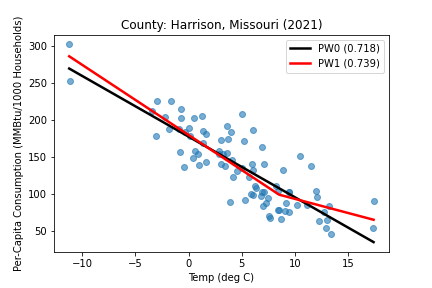 County: Harrison, Missouri (2021)
PW0 (0.718)
PW1 (0.739)
Per-Capita Consumption (MMBtu/1000 Households)
300
250
200
150
100
50
−10 −5 0 5 10 15
Temp (deg C)